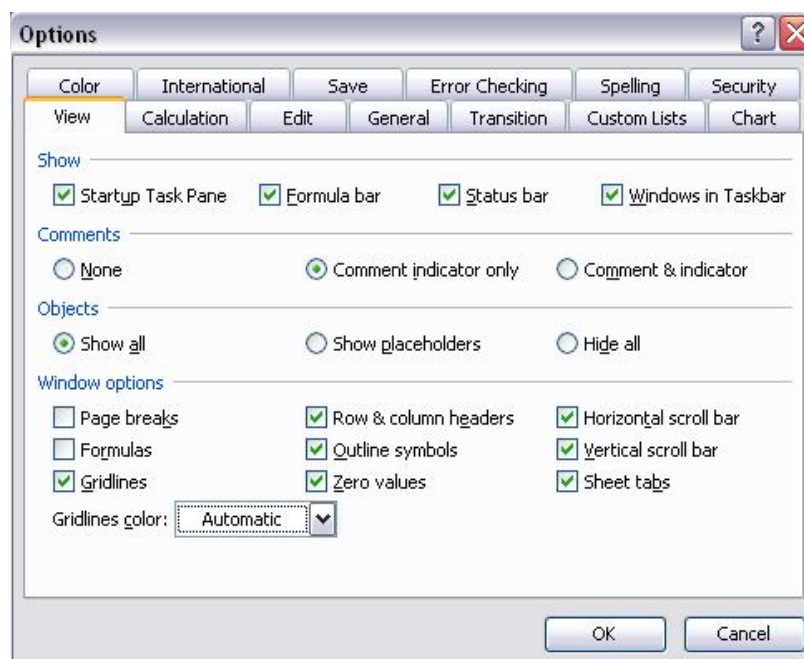 Options
Color International Save Error Checking Spelling Security
View Calculation Edit General Transition Custom Lists Chart
Show
Startup Task Pane Formula bar Status bar Windows in Taskbar
Comments
None Comment indicator only Comment & indicator
Objects
Show all Show placeholders Hide all
Window options
Page breaks Row & column headers Horizontal scroll bar
Formulas Outline symbols Vertical scroll bar
Gridlines Zero values Sheet tabs
Gridlines color: Automatic
OK Cancel